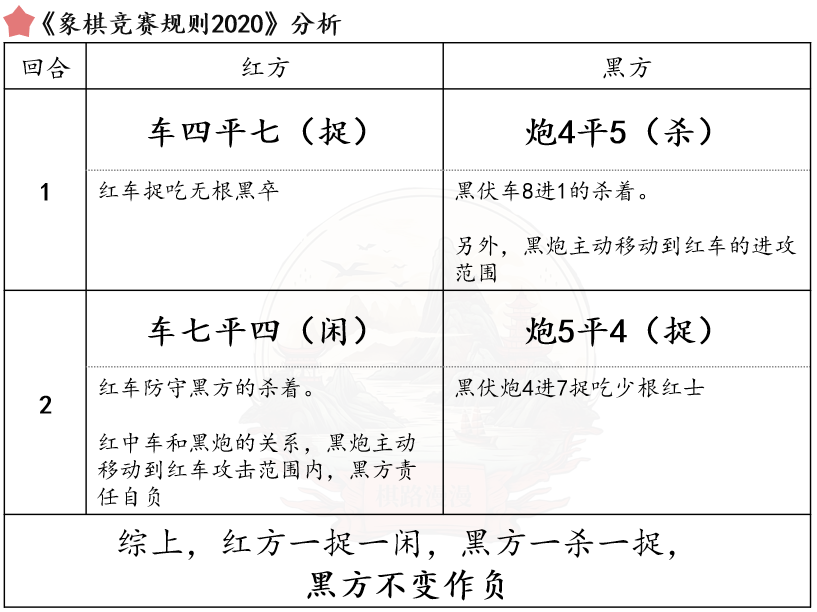 《象棋竞赛规则2020》分析
回合
红方
黑方
1
车四平七（捉）
炮4平5（杀）
红车捉吃无根黑卒
黑伏车8进1的杀着。
另外，黑炮主动移动到红车的进攻
范围
2
车七平四（闲）
炮5平4（捉）
红车防守黑方的杀着。
红中车和黑炮的关系，黑炮主动
移动到红车攻击范围内，黑方责
任自负
黑伏炮4进7捉吃少根红士
棋路漫漫
综上，红方一捉一闲，黑方一杀一捉，
黑方不变作负